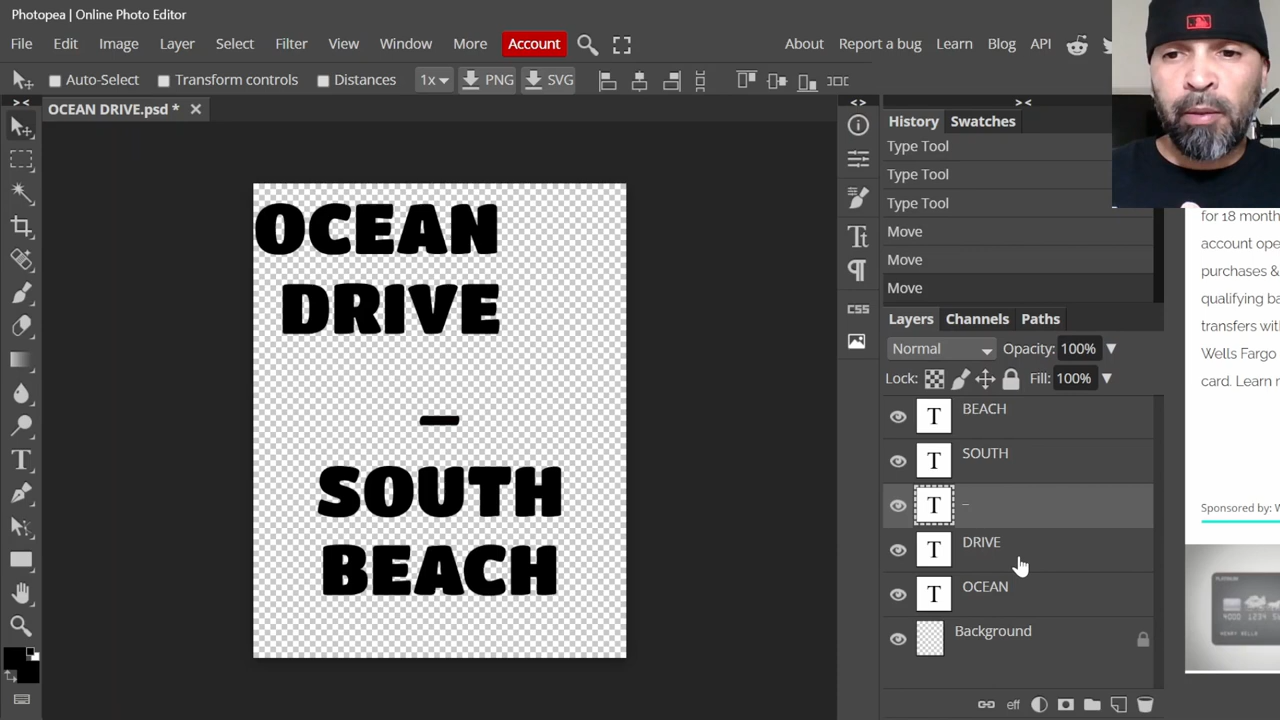 Photopea | Online Photo Editor
File Edit Image Layer Select Filter View Window More Account About Report a bug Learn Blog API
Auto-Select Transform controls Distances 1x PNG SVG
OCEAN DRIVE.psd *
History Swatches
Type Tool
Type Tool
Type Tool
Move
Move
Move
Layers Channels Paths
Normal Opacity: 100%
Lock: Fill: 100%
T BEACH
T SOUTH
T –
T DRIVE
T OCEAN
Background
eff
Tt
CSS
OCEAN
DRIVE
–
SOUTH
BEACH
for 18 month
account ope
purchases &
qualifying ba
transfers wit
Wells Fargo
card. Learn r
Sponsored by: W